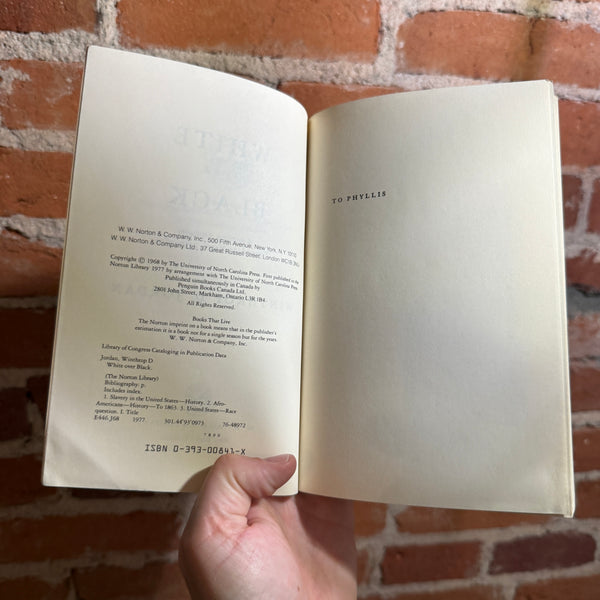 W. W. Norton & Company, Inc., 500 Fifth Avenue, New York, N.Y. 10110
W. W. Norton & Company Ltd., 37 Great Russell Street, London WC1B 3NU
Copyright © 1968 by The University of North Carolina Press. First published in the
Norton Library 1977 by arrangement with The University of North Carolina Press.
Published simultaneously in Canada by
Penguin Books Canada Ltd,
2801 John Street, Markham, Ontario L3R 1B4.
All Rights Reserved.
Books That Live
The Norton imprint on a book means that in the publisher's
estimation it is a book not for a single season but for the years.
W. W. Norton & Company, Inc.
Library of Congress Cataloging in Publication Data
Jordan, Winthrop D
White over Black.
(The Norton Library)
Bibliography: p.
Includes index.
1. Slavery in the United States—History. 2. Afro-
Americans—History—To 1863. 3. United States—Race
question. I. Title
E446.J68 1977 301.44'93'0973 76-48972
7890
ISBN 0-393-00841-X
TO PHYLLIS